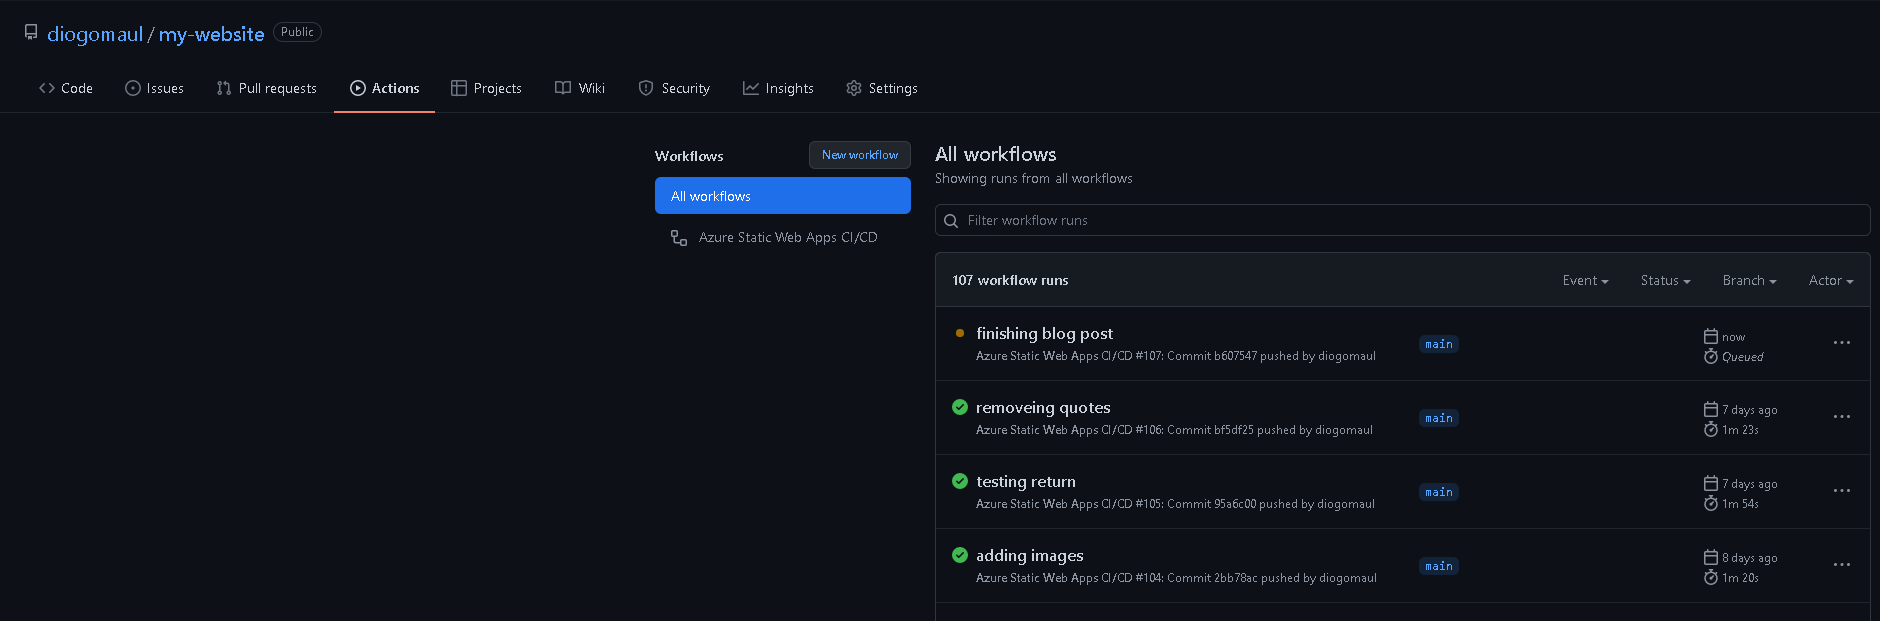 diogomaul / my-website Public
Code Issues Pull requests Actions Projects Wiki Security Insights Settings
Workflows New workflow
All workflows
Azure Static Web Apps CI/CD
All workflows
Showing runs from all workflows
Filter workflow runs
107 workflow runs Event Status Branch Actor
finishing blog post
Azure Static Web Apps CI/CD #107: Commit b607547 pushed by diogomaul
main
now
Queued
removeing quotes
Azure Static Web Apps CI/CD #106: Commit bf5df25 pushed by diogomaul
main
7 days ago
1m 23s
testing return
Azure Static Web Apps CI/CD #105: Commit 95a6c00 pushed by diogomaul
main
7 days ago
1m 54s
adding images
Azure Static Web Apps CI/CD #104: Commit 2bb78ac pushed by diogomaul
main
8 days ago
1m 20s